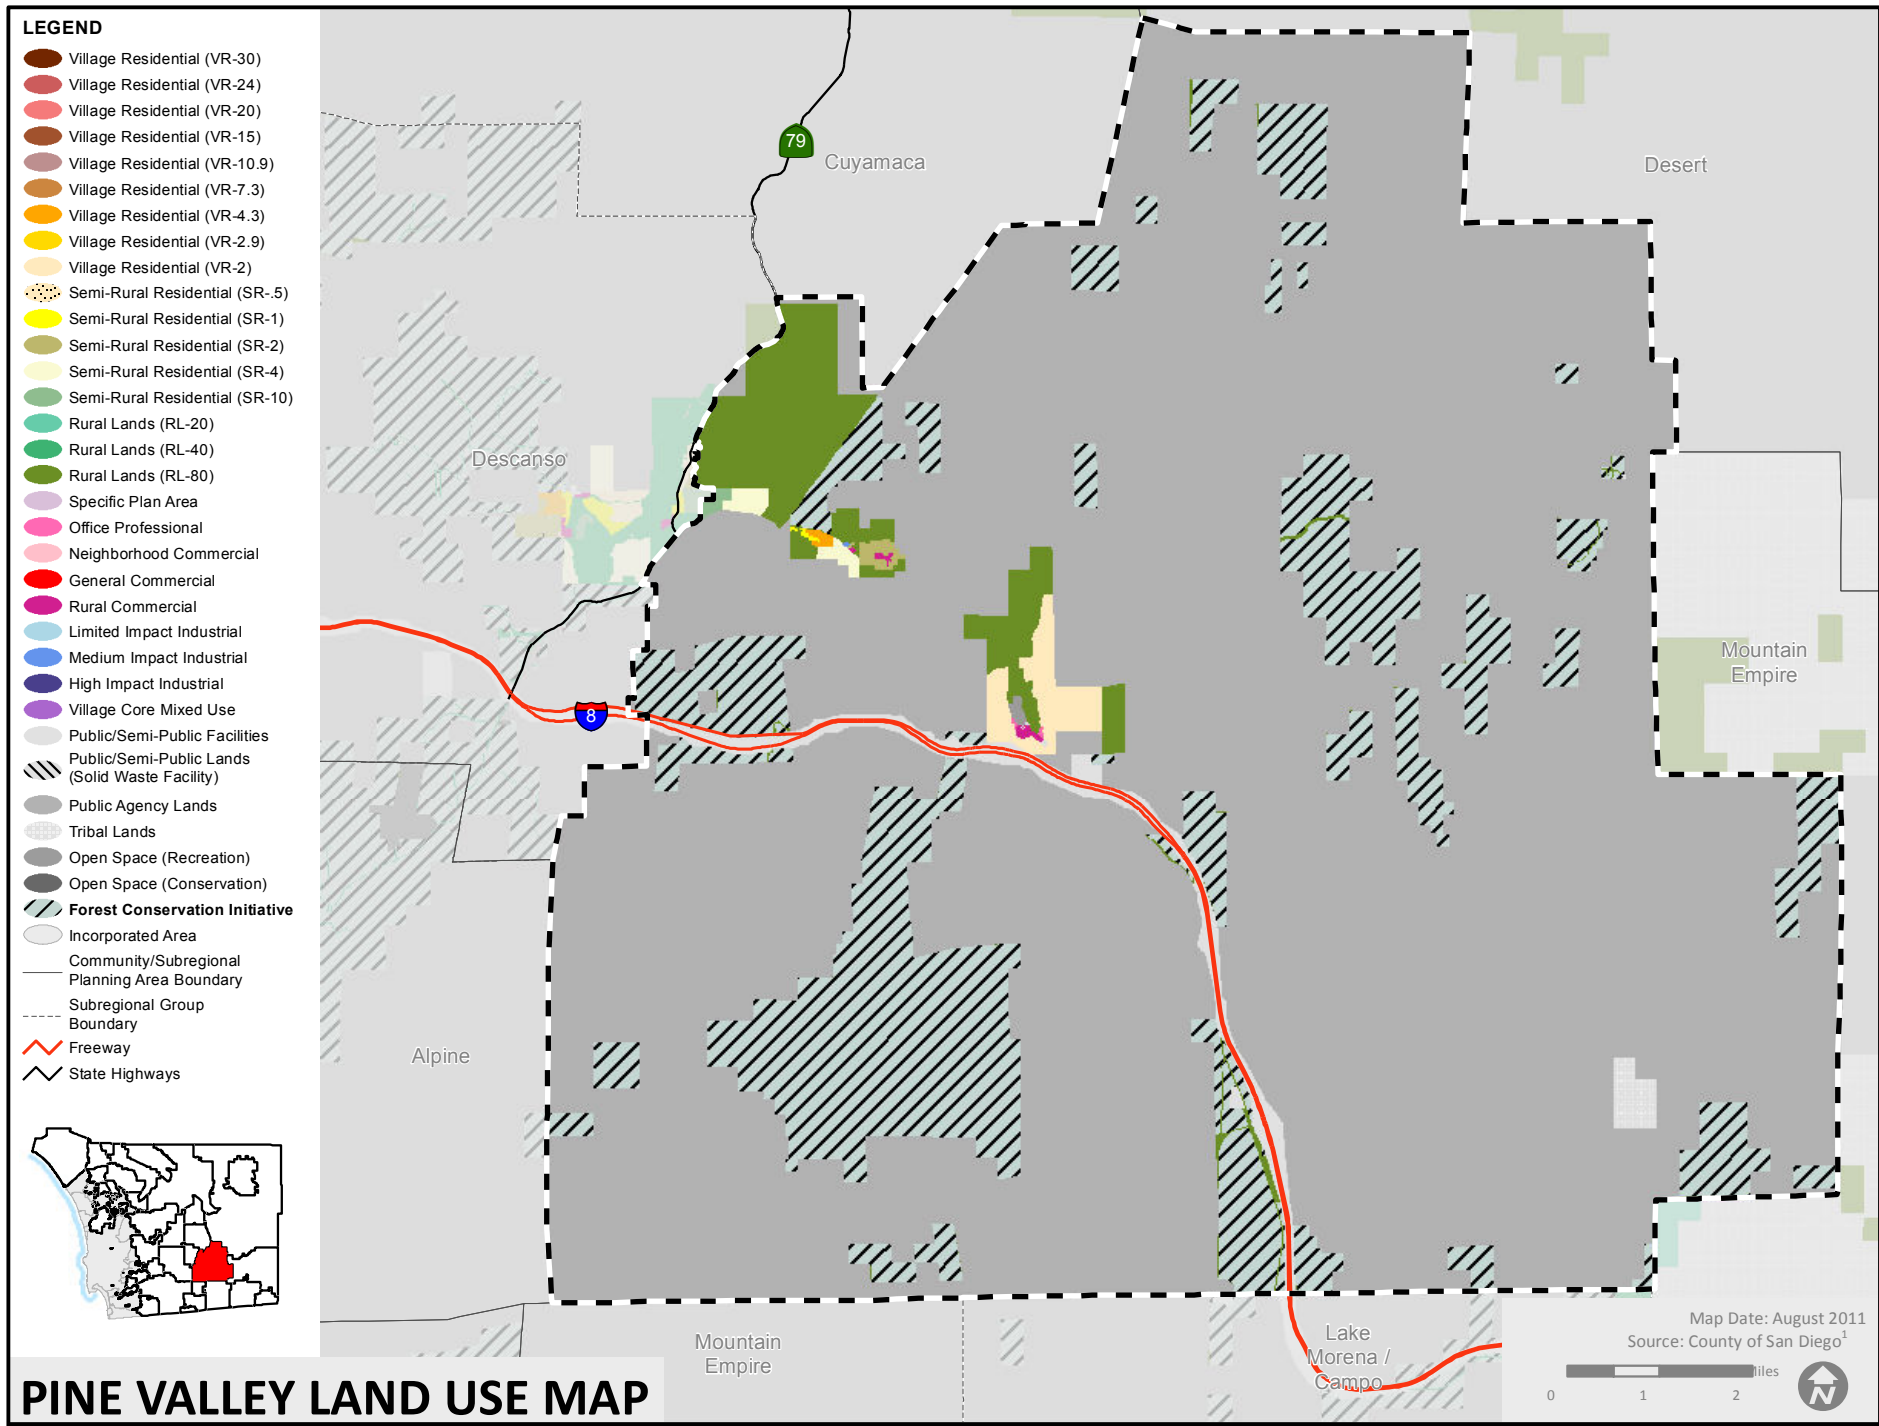 LEGEND
Village Residential (VR-30)
Village Residential (VR-24)
Village Residential (VR-20)
Village Residential (VR-15)
Village Residential (VR-10.9)
Village Residential (VR-7.3)
Village Residential (VR-4.3)
Village Residential (VR-2.9)
Village Residential (VR-2)
Semi-Rural Residential (SR-.5)
Semi-Rural Residential (SR-1)
Semi-Rural Residential (SR-2)
Semi-Rural Residential (SR-4)
Semi-Rural Residential (SR-10)
Rural Lands (RL-20)
Rural Lands (RL-40)
Rural Lands (RL-80)
Specific Plan Area
Office Professional
Neighborhood Commercial
General Commercial
Rural Commercial
Limited Impact Industrial
Medium Impact Industrial
High Impact Industrial
Village Core Mixed Use
Public/Semi-Public Facilities
Public/Semi-Public Lands
(Solid Waste Facility)
Public Agency Lands
Tribal Lands
Open Space (Recreation)
Open Space (Conservation)
Forest Conservation Initiative
Incorporated Area
Community/Subregional
Planning Area Boundary
Subregional Group
Boundary
Freeway
State Highways
79
Cuyamaca
Desert
Descanso
8
Mountain
Empire
Alpine
Mountain
Empire
Lake
Morena /
Campo
Map Date: August 2011
Source: County of San Diego1
Miles
0 1 2
N
PINE VALLEY LAND USE MAP